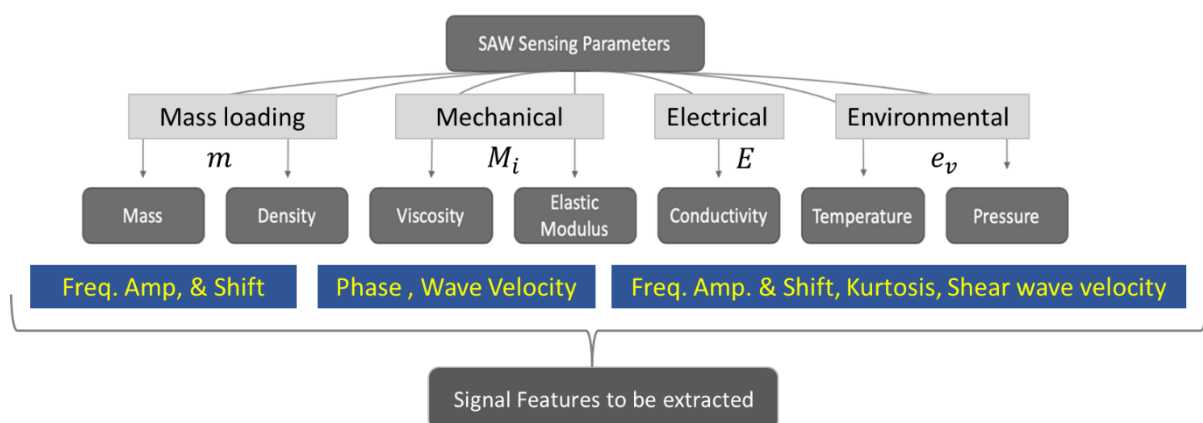 SAW Sensing Parameters
Mass loading
Mechanical
Electrical
Environmental
m
M_i
E
e_v
Mass
Density
Viscosity
Elastic
Modulus
Conductivity
Temperature
Pressure
Freq. Amp, & Shift
Phase , Wave Velocity
Freq. Amp. & Shift, Kurtosis, Shear wave velocity
Signal Features to be extracted